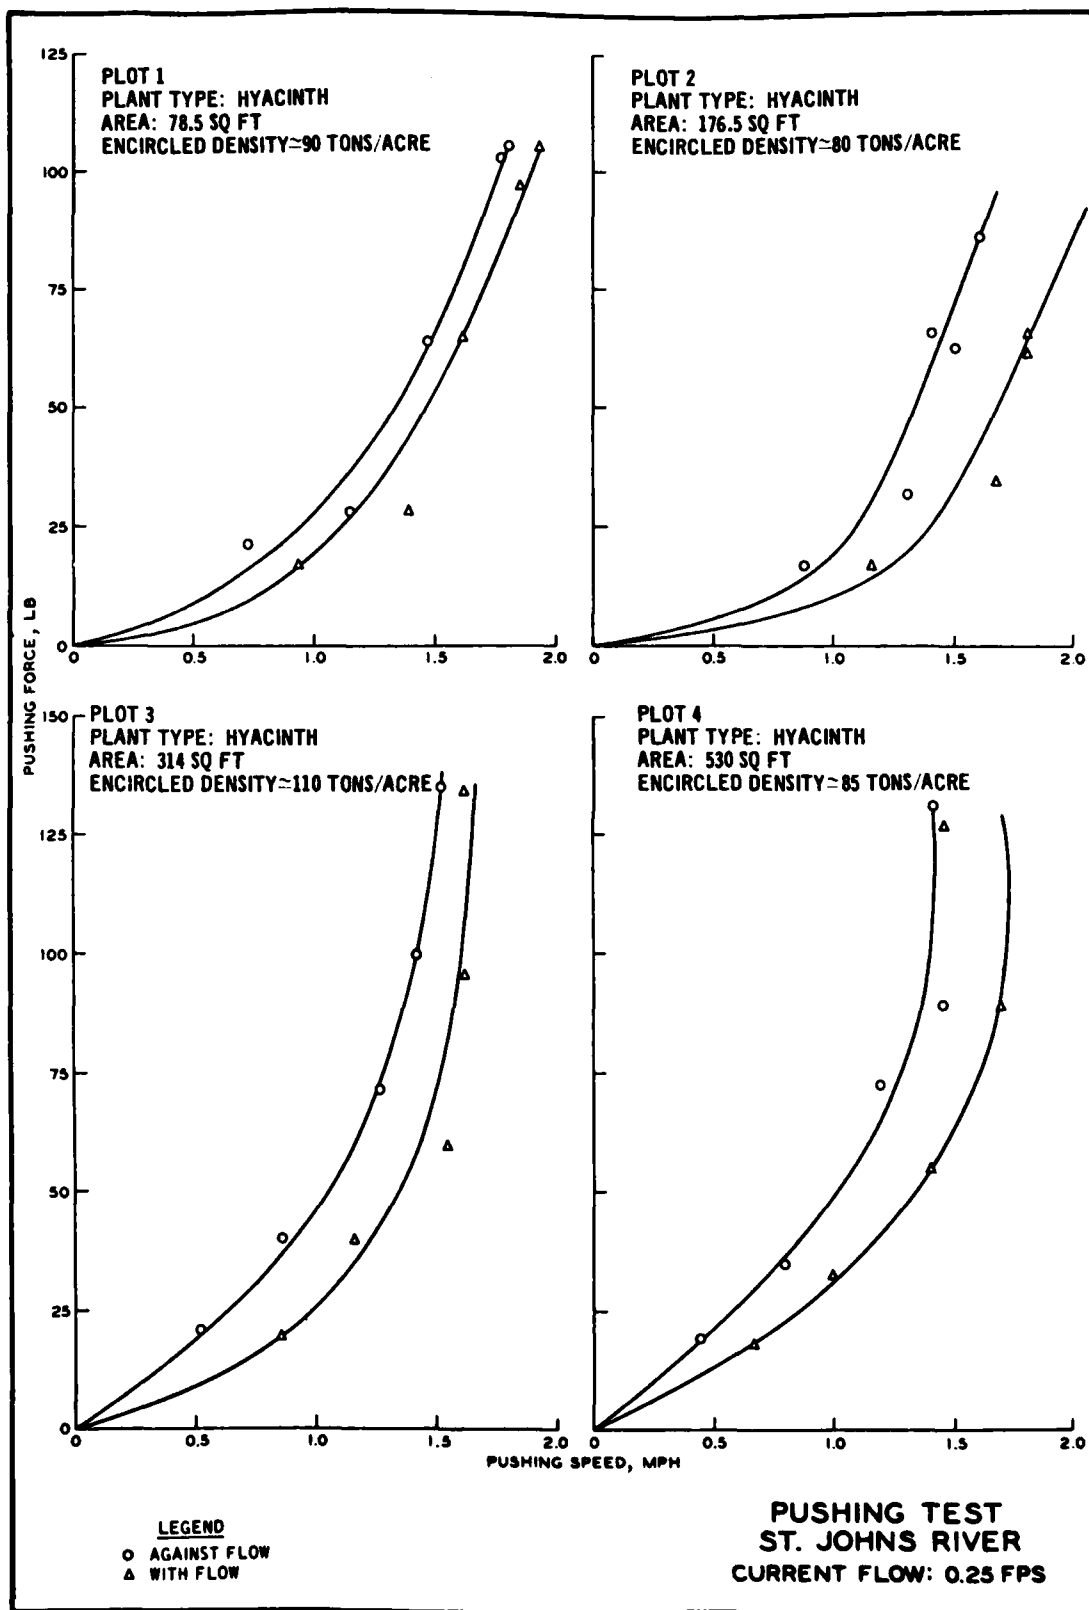 PLOT 1
PLANT TYPE: HYACINTH
AREA: 78.5 SQ FT
ENCIRCLED DENSITY≃90 TONS/ACRE
125
100
75
50
25
0
0.5
1.0
1.5
2.0
PLOT 2
PLANT TYPE: HYACINTH
AREA: 176.5 SQ FT
ENCIRCLED DENSITY≃80 TONS/ACRE
0
0.5
1.0
1.5
2.0
PUSHING FORCE, LB
PLOT 3
PLANT TYPE: HYACINTH
AREA: 314 SQ FT
ENCIRCLED DENSITY≃110 TONS/ACRE
150
125
100
75
50
25
0
0.5
1.0
1.5
2.0
PLOT 4
PLANT TYPE: HYACINTH
AREA: 530 SQ FT
ENCIRCLED DENSITY≃85 TONS/ACRE
0
0.5
1.0
1.5
2.0
PUSHING SPEED, MPH
LEGEND
O AGAINST FLOW
Δ WITH FLOW
PUSHING TEST
ST. JOHNS RIVER
CURRENT FLOW: 0.25 FPS